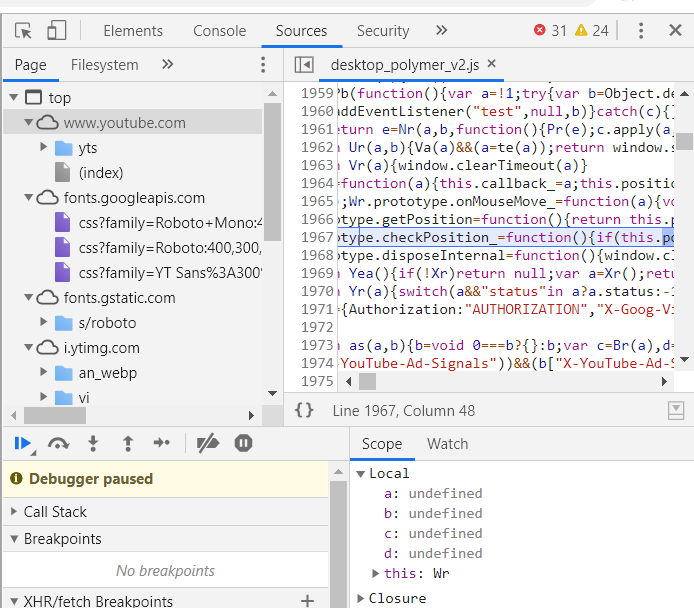 Elements Console Sources Security » 31 24
Page Filesystem »
desktop_polymer_v2.js ×
top
www.youtube.com
yts
(index)
fonts.googleapis.com
css?family=Roboto+Mono:4
css?family=Roboto:400,300,
css?family=YT Sans%3A300
fonts.gstatic.com
s/roboto
i.ytimg.com
an_webp
vi
1959 ?b(function(){var a=!1;try{var b=Object.de
1960 addEventListener("test",null,b)}catch(c){}
1961 eturn e=Nr(a,b,function(){Pr(e);c.apply(a,
1962 Ur(a,b){Va(a)&&(a=te(a));return window.s
1963 Vr(a){window.clearTimeout(a)}
1964 =function(a){this.callback_=a;this.positio
1965 ;Wr.prototype.onMouseMove_=function(a){vo
1966 otype.getPosition=function(){return this.p
1967 otype.checkPosition_=function(){if(this.po
1968 otype.disposeInternal=function(){window.cl
1969 Yea(){if(!Xr)return null;var a=Xr();retu
1970 Yr(a){switch(a&&"status"in a?a.status:-1
1971 ={Authorization:"AUTHORIZATION","X-Goog-Vi
1972
1973 as(a,b){b=void 0===b?{}:b;var c=Br(a),d=
1974 -YouTube-Ad-Signals"))&&(b["X-YouTube-Ad-S
1975
{} Line 1967, Column 48
Debugger paused
Call Stack
Breakpoints
No breakpoints
XHR/fetch Breakpoints +
Scope Watch
Local
a: undefined
b: undefined
c: undefined
d: undefined
this: Wr
Closure